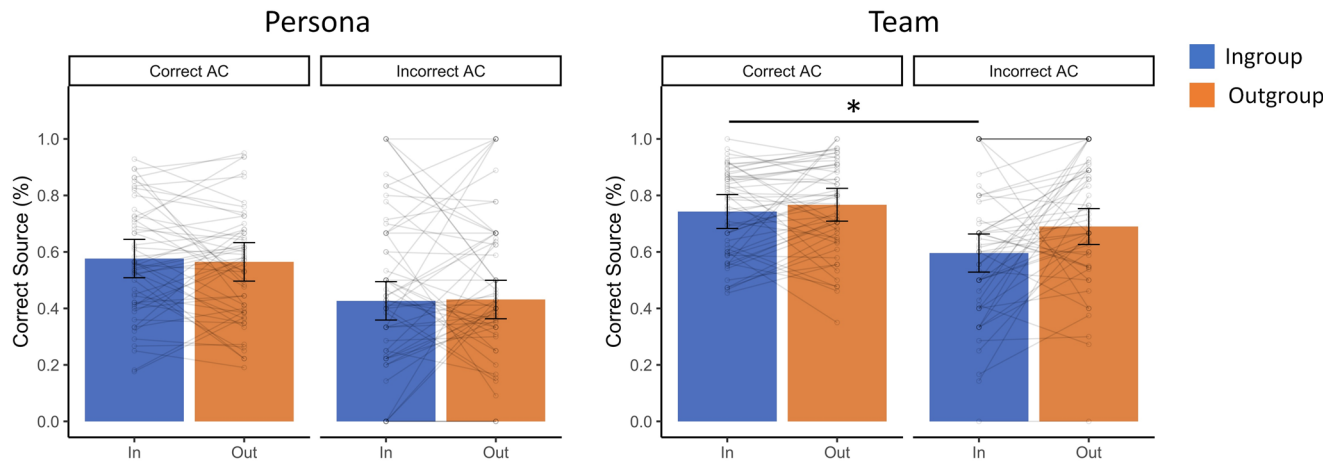 Persona
Team
Correct AC
Incorrect AC
Correct AC
Incorrect AC
Ingroup
Outgroup
*
Correct Source (%)
1.0
0.8
0.6
0.4
0.2
0.0
In
Out
In
Out
Correct Source (%)
1.0
0.8
0.6
0.4
0.2
0.0
In
Out
In
Out